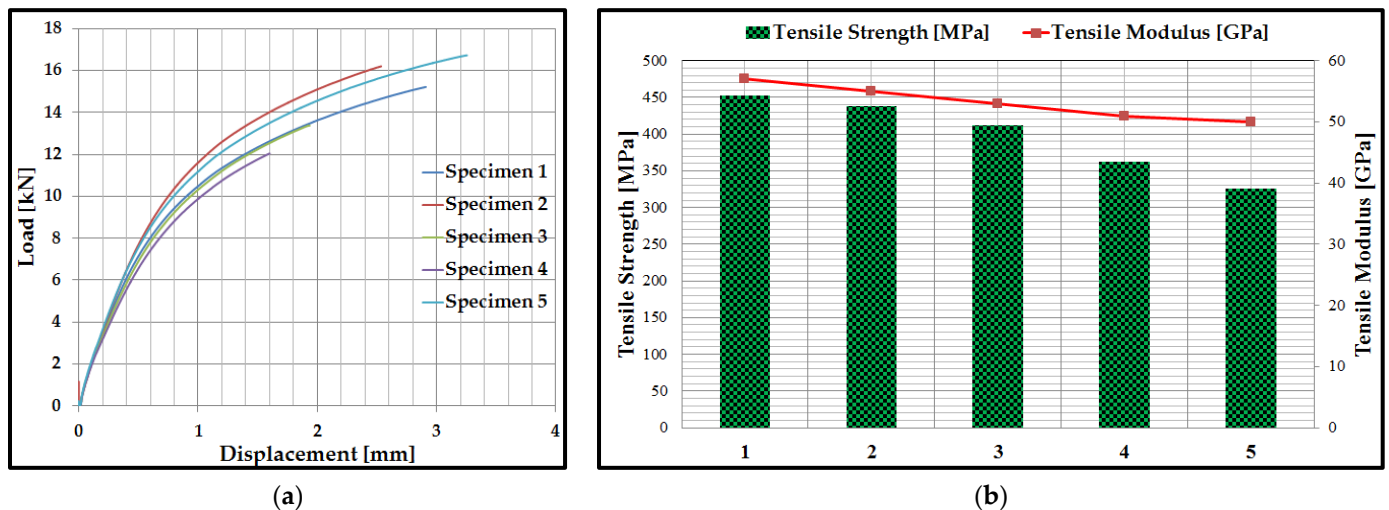 18
16
14
12
10
8
6
4
2
0
Load [kN]
0 1 2 3 4
Displacement [mm]
Specimen 1
Specimen 2
Specimen 3
Specimen 4
Specimen 5
(a)
Tensile Strength [MPa] Tensile Modulus [GPa]
500
450
400
350
300
250
200
150
100
50
0
Tensile Strength [MPa]
60
50
40
30
20
10
0
Tensile Modulus [GPa]
1 2 3 4 5
(b)